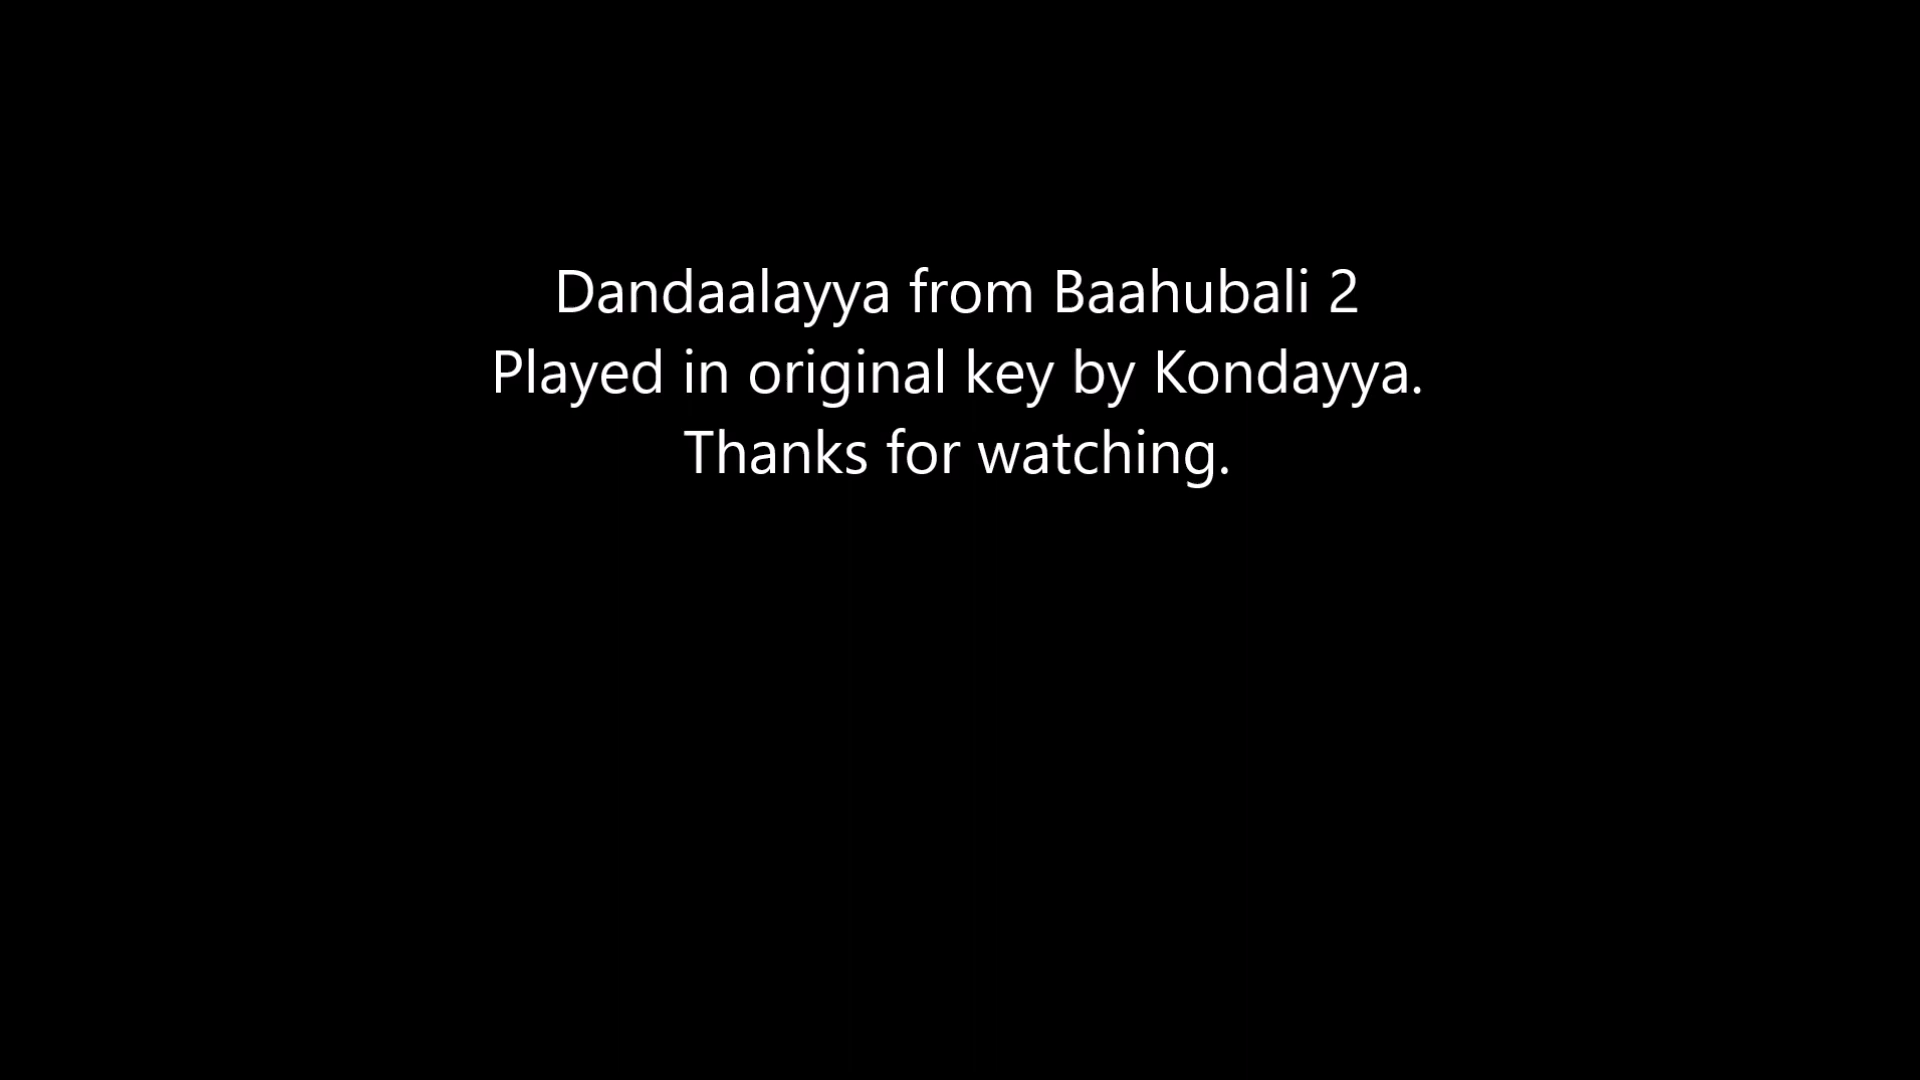 Dandaalayya from Baahubali 2
Played in original key by Kondayya.
Thanks for watching.